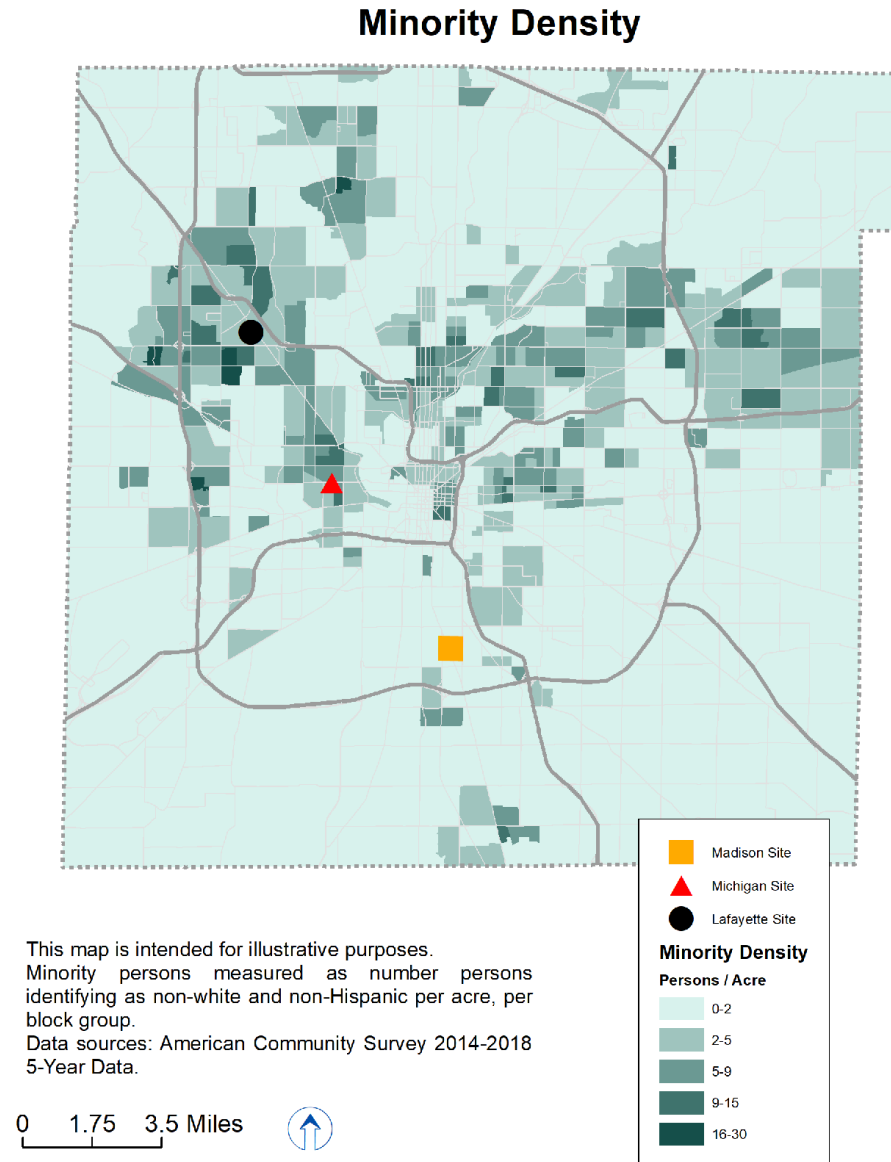 Minority Density
Madison Site
Michigan Site
Lafayette Site
Minority Density
Persons / Acre
0-2
2-5
5-9
9-15
16-30
This map is intended for illustrative purposes.
Minority persons measured as number persons
identifying as non-white and non-Hispanic per acre, per
block group.
Data sources: American Community Survey 2014-2018
5-Year Data.
0 1.75 3.5 Miles